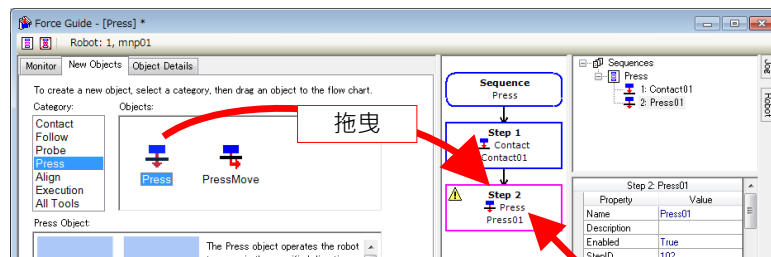 Force Guide - [Press] *
Robot: 1, mnp01
Monitor
New Objects
Object Details
To create a new object, select a category, then drag an object to the flow chart.
Category:
Objects:
Contact
Follow
Probe
Press
Align
Execution
All Tools
Press
PressMove
拖曳
Press Object:
The Press object operates the robot
Sequence
Press
Step 1
Contact
Contact01
Step 2
Press
Press01
Sequences
Press
1: Contact01
2: Press01
Step 2: Press01
Property
Value
Name
Press01
Description
Enabled
True
StepID
102
Jog
Robot